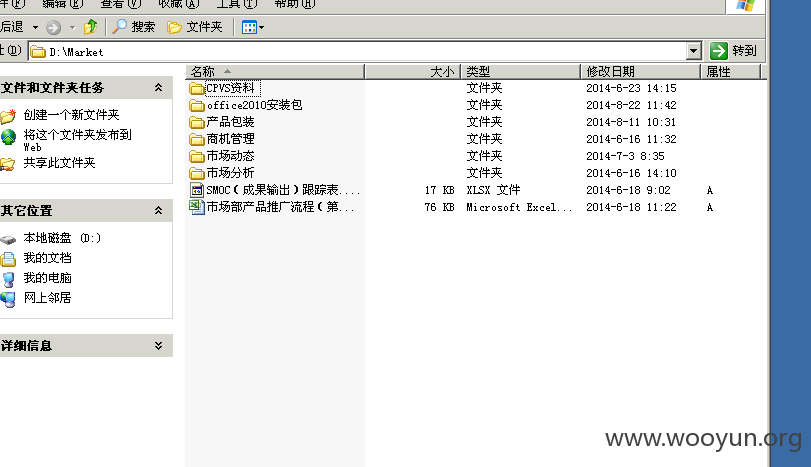 件(F) 编辑(E) 查看(V) 收藏(A) 工具(T) 帮助(H)
后退 搜索 文件夹
址(D) D:\Market 转到
文件和文件夹任务
创建一个新文件夹
将这个文件夹发布到
Web
共享此文件夹
其它位置
本地磁盘 (D:)
我的文档
我的电脑
网上邻居
详细信息
名称 大小 类型 修改日期 属性
CPVS资料 文件夹 2014-6-23 14:15
office2010安装包 文件夹 2014-8-22 11:42
产品包装 文件夹 2014-8-11 10:31
商机管理 文件夹 2014-6-16 11:32
市场动态 文件夹 2014-7-3 8:35
市场分析 文件夹 2014-6-16 14:10
SMOC(成果输出)跟踪表.... 17 KB XLSX 文件 2014-6-18 9:02 A
市场部产品推广流程(第... 76 KB Microsoft Excel... 2014-6-18 11:22 A
www.wooyun.org